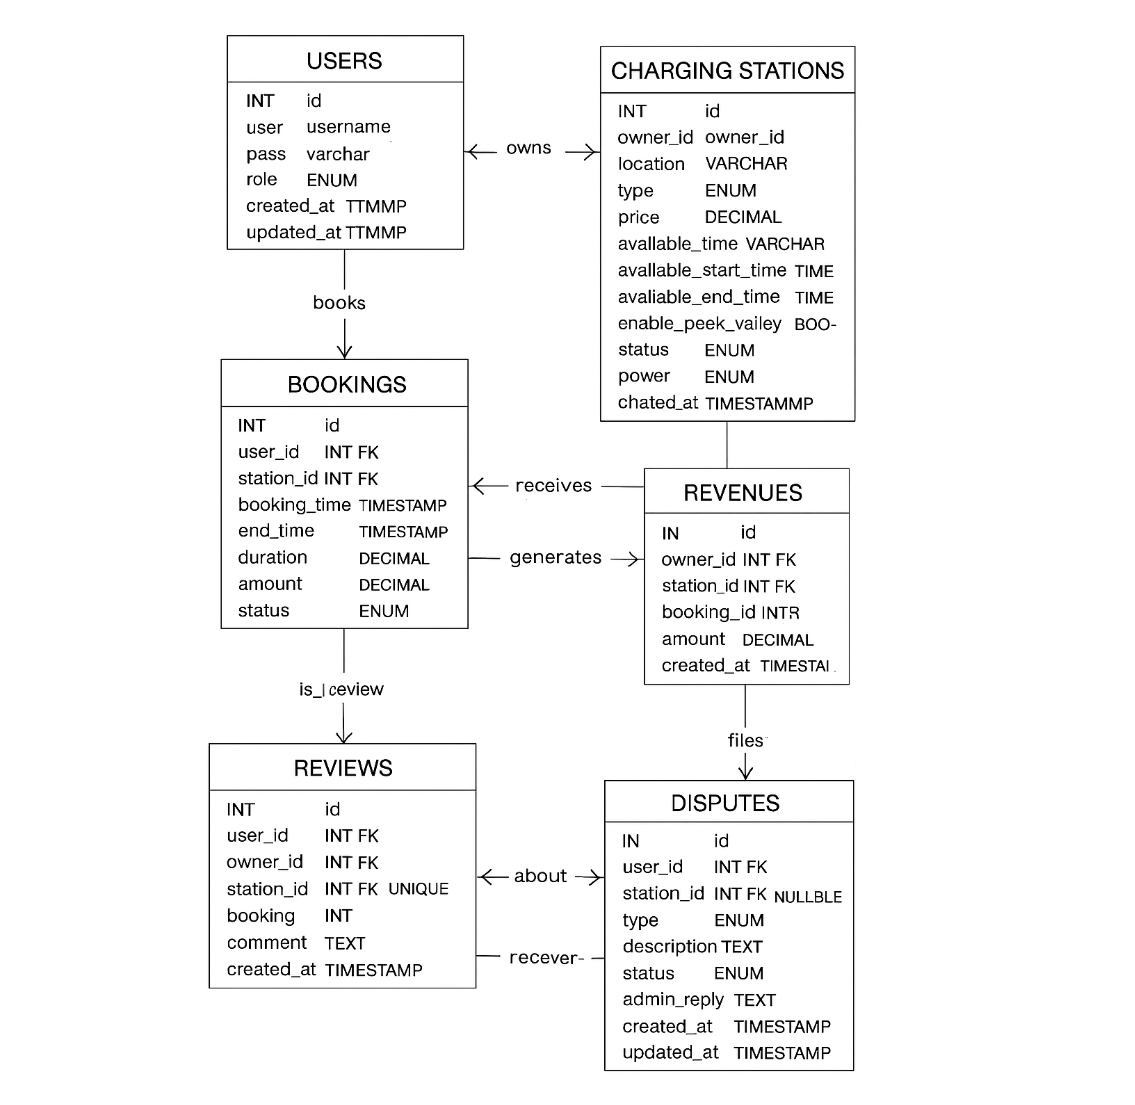 USERS
INT id
user username
pass varchar
role ENUM
created_at TTMMP
updated_at TTMMP
owns
CHARGING STATIONS
INT id
owner_id owner_id
location VARCHAR
type ENUM
price DECIMAL
avallable_time VARCHAR
avallable_start_time TIME
avaliable_end_time TIME
enable_peek_vailey BOO-
status ENUM
power ENUM
chated_at TIMESTAMMP
books
BOOKINGS
INT id
user_id INT FK
station_id INT FK
booking_time TIMESTAMP
end_time TIMESTAMP
duration DECIMAL
amount DECIMAL
status ENUM
receives
generates
REVENUES
IN id
owner_id INT FK
station_id INT FK
booking_id INTR
amount DECIMAL
created_at TIMESTAI
is_ ceview
files
REVIEWS
INT id
user_id INT FK
owner_id INT FK
station_id INT FK UNIQUE
booking INT
comment TEXT
created_at TIMESTAMP
about
recever-
DISPUTES
IN id
user_id INT FK
station_id INT FK NULLBLE
type ENUM
description TEXT
status ENUM
admin_reply TEXT
created_at TIMESTAMP
updated_at TIMESTAMP